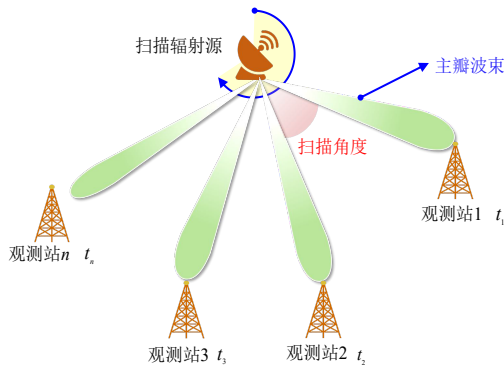 扫描辐射源
主瓣波束
扫描角度
观测站1 t₁
观测站n tₙ
观测站3 t₃
观测站2 t₂